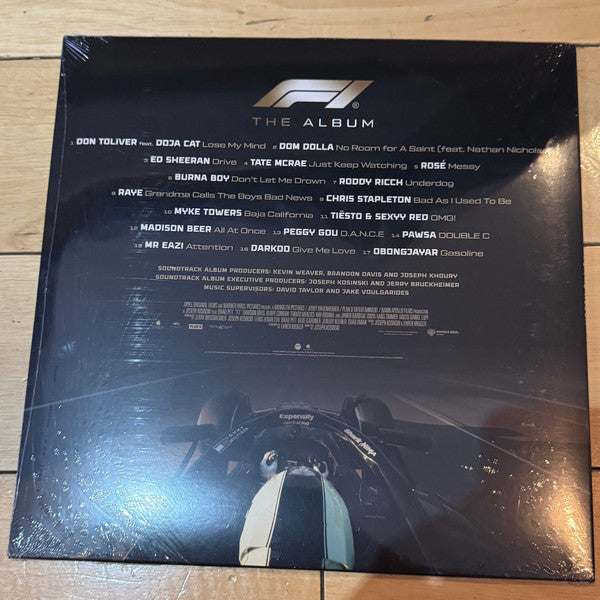 F1®
THE ALBUM
1 DON TOLIVER feat. DOJA CAT Lose My Mind 2 DOM DOLLA No Room for A Saint (feat. Nathan Nicholson)
3 ED SHEERAN Drive 4 TATE MCRAE Just Keep Watching 5 ROSÉ Messy
6 BURNA BOY Don't Let Me Drown 7 RODDY RICCH Underdog
8 RAYE Grandma Calls The Boys Bad News 9 CHRIS STAPLETON Bad As I Used To Be
10 MYKE TOWERS Baja California 11 TIËSTO & SEXYY RED OMG!
12 MADISON BEER All At Once 13 PEGGY GOU D.A.N.C.E 14 PAWSA DOUBLE C
15 MR EAZI Attention 16 DARKOO Give Me Love 17 OBONGJAYAR Gasoline
SOUNDTRACK ALBUM PRODUCERS: KEVIN WEAVER, BRANDON DAVIS AND JOSEPH KHOURY
SOUNDTRACK ALBUM EXECUTIVE PRODUCERS: JOSEPH KOSINSKI AND JERRY BRUCKHEIMER
MUSIC SUPERVISORS: DAVID TAYLOR AND JAKE VOULGARIDES
Expensify
SharkNinja